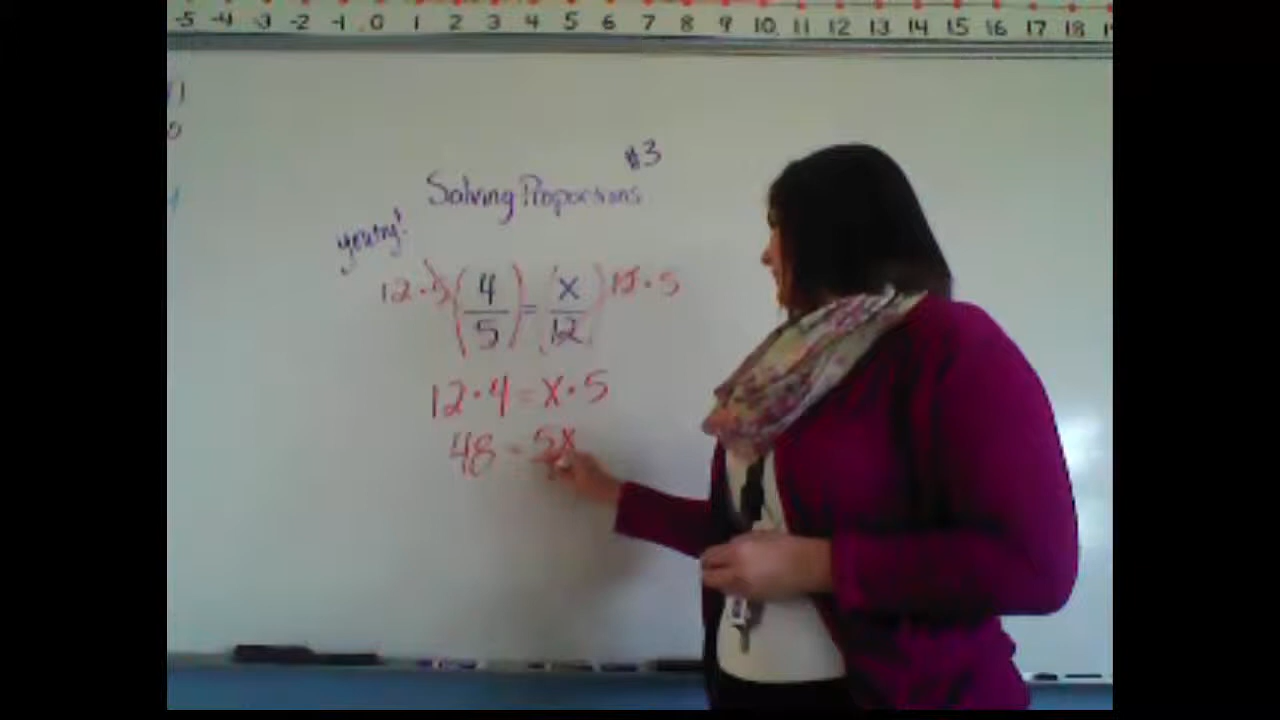 -5 -4 -3 -2 -1 0 1 2 3 4 5 6 7 8 9 10 11 12 13 14 15 16 17 18
#3
Solving Proportions
you try!
12·5(4/5)=(x/12)12·5
12·4=x·5
48=5x